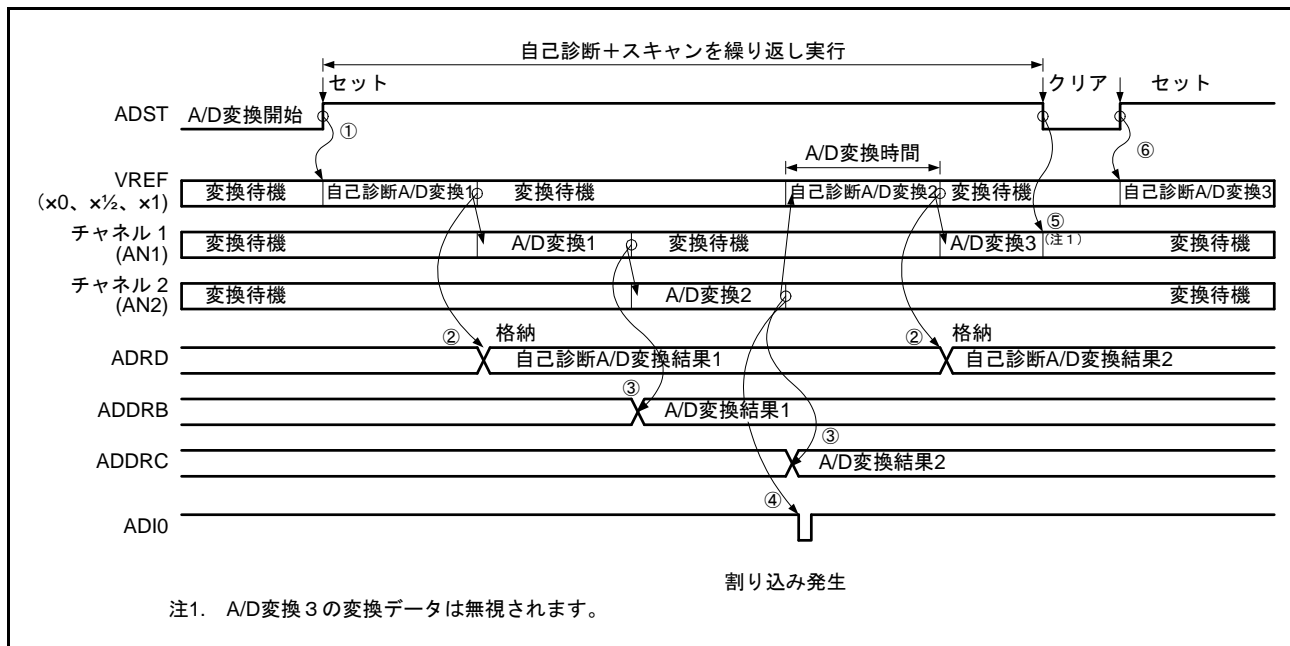 自己診断+スキャンを繰り返し実行
セット クリア セット
ADST A/D変換開始 ① ⑥
A/D変換時間
VREF
(×0、×½、×1) 変換待機 自己診断A/D変換1 変換待機 自己診断A/D変換2 変換待機 自己診断A/D変換3
⑤
チャネル 1
(AN1) 変換待機 A/D変換1 変換待機 A/D変換3 (注1) 変換待機
チャネル 2
(AN2) 変換待機 A/D変換2 変換待機
② 格納 ② 格納
ADRD 自己診断A/D変換結果1 自己診断A/D変換結果2
③
ADDRB A/D変換結果1
③
ADDRC A/D変換結果2
④
ADI0
割り込み発生
注1. A/D変換3の変換データは無視されます。